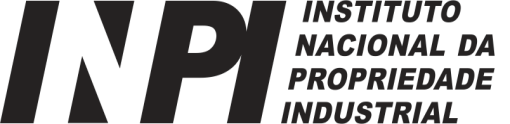 INPI
INSTITUTO
NACIONAL DA
PROPRIEDADE
INDUSTRIAL